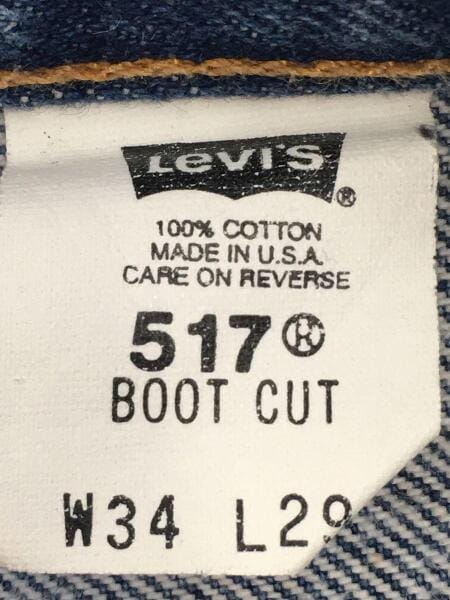 LEVI'S®
100% COTTON
MADE IN U.S.A.
CARE ON REVERSE
517®
BOOT CUT
W34 L29